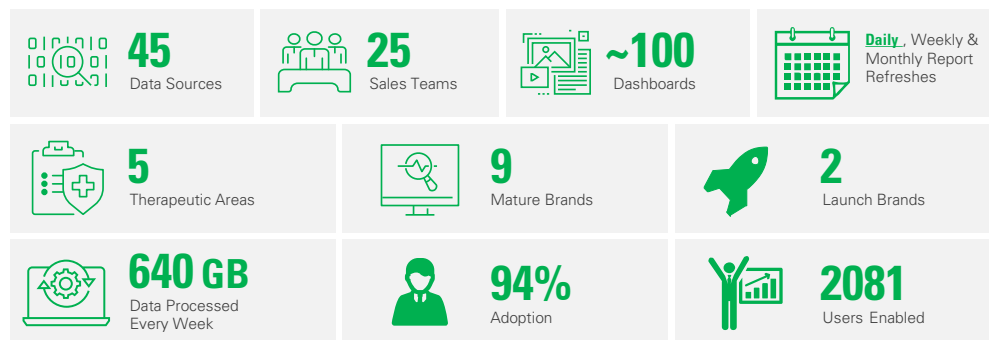 45
Data Sources
25
Sales Teams
~100
Dashboards
Daily , Weekly &
Monthly Report
Refreshes
5
Therapeutic Areas
9
Mature Brands
2
Launch Brands
640 GB
Data Processed
Every Week
94%
Adoption
2081
Users Enabled